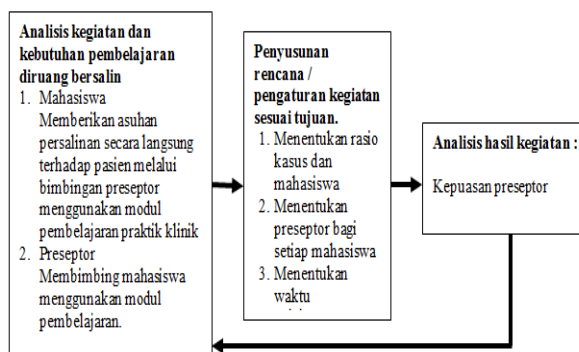 Analisis kegiatan dan
kebutuhan pembelajaran
diruang bersalin
1. Mahasiswa
Memberikan asuhan
persalinan secara langsung
terhadap pasien melalui
bimbingan preseptor
menggunakan modul
pembelajaran praktik klinik
2. Preseptor
Membimbing mahasiswa
menggunakan modul
pembelajaran.
Penyusunan
rencana /
pengaturan kegiatan
sesuai tujuan.
1. Menentukan rasio
kasus dan
mahasiswa
2. Menentukan
preseptor bagi
setiap mahasiswa
3. Menentukan
waktu
Analisis hasil kegiatan :
Kepuasan preseptor